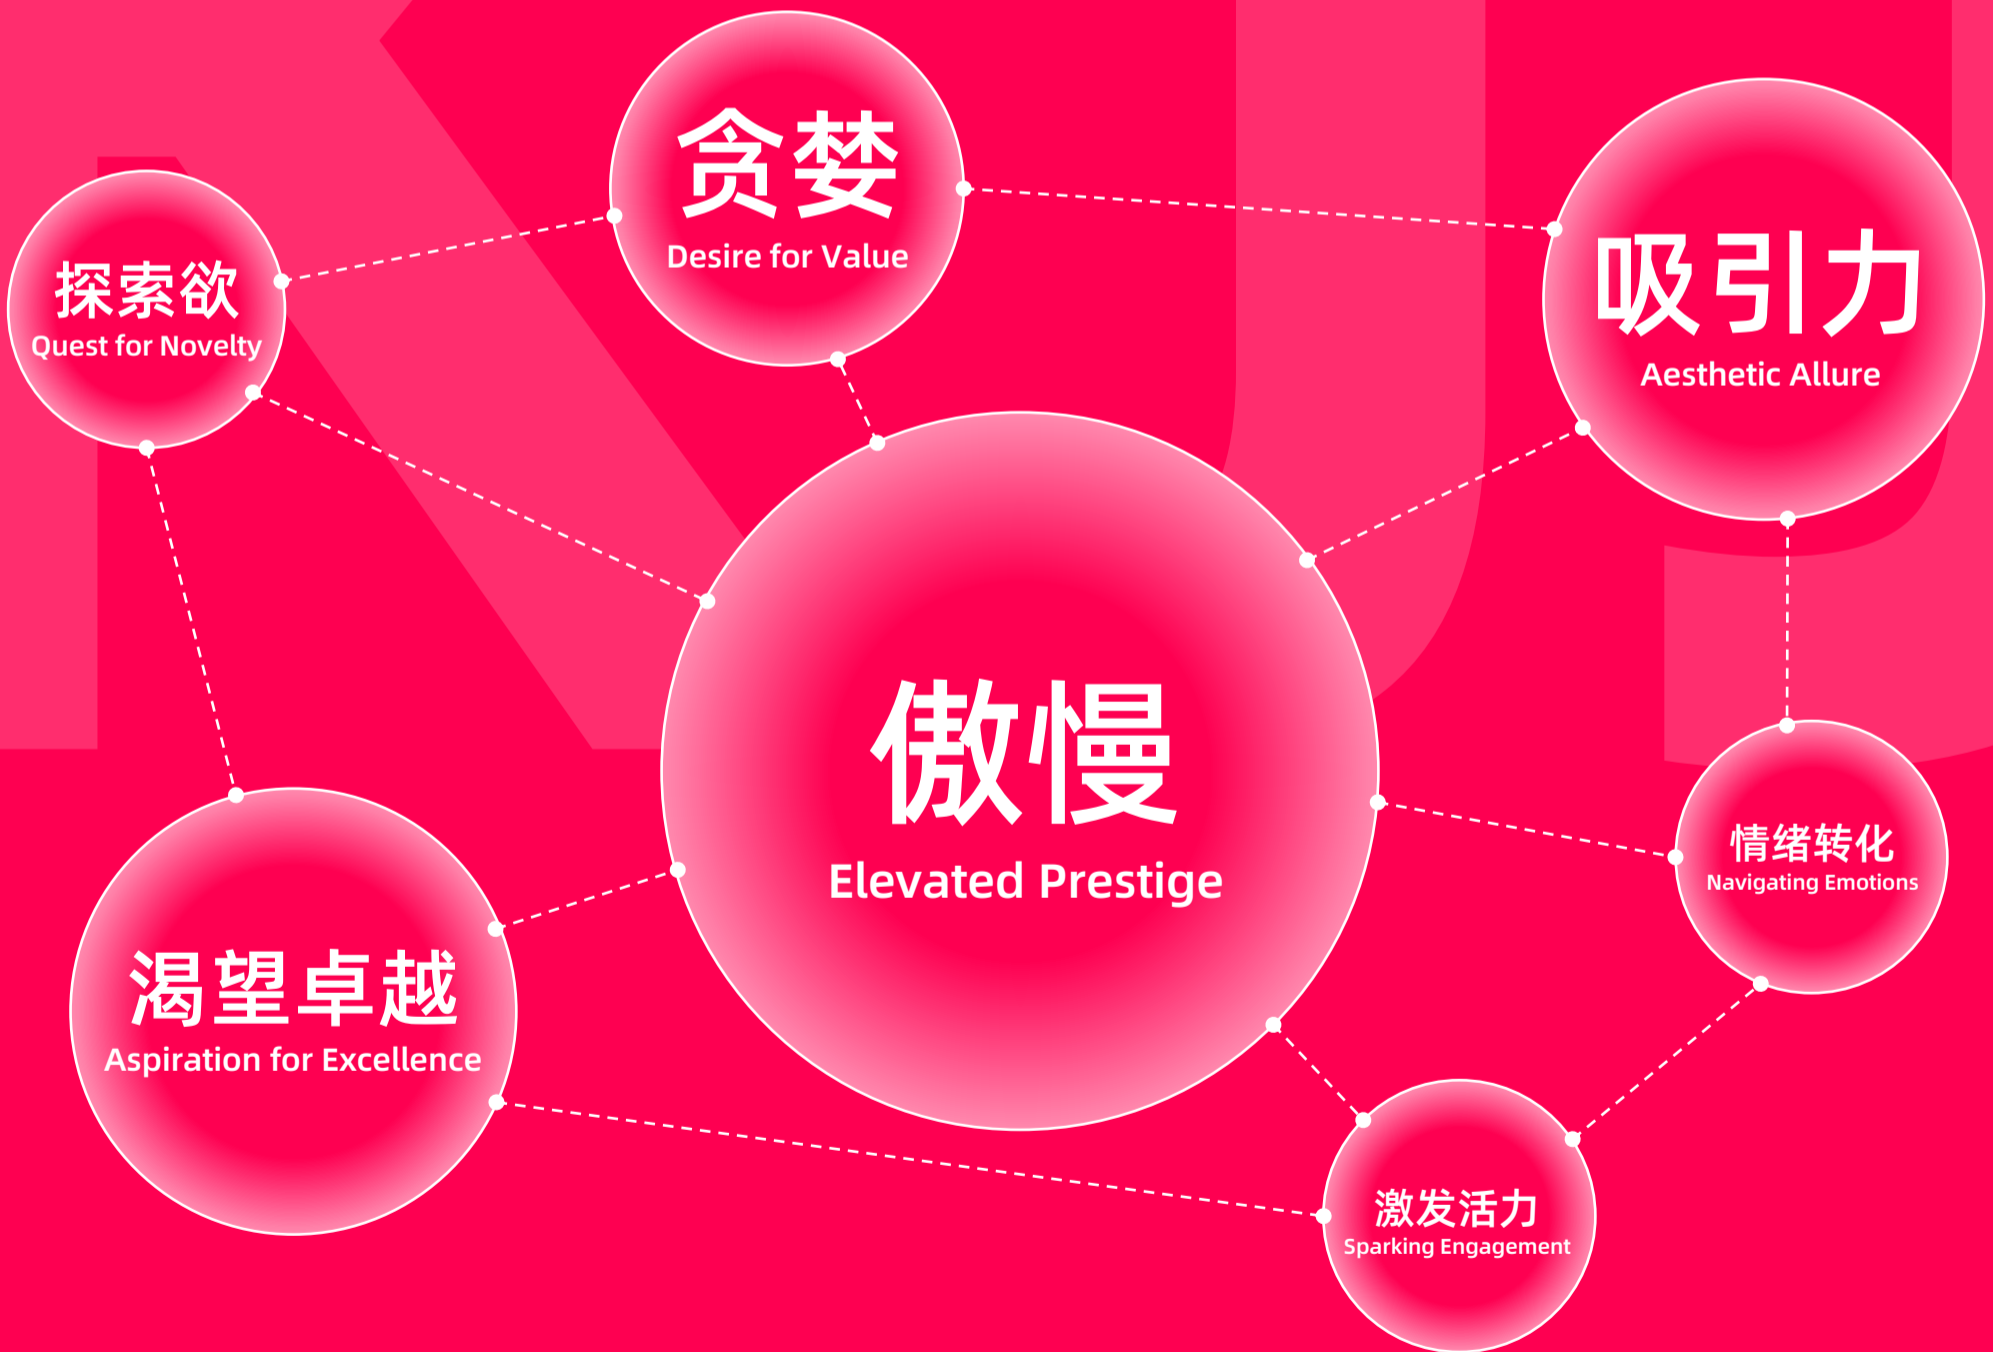 贪婪
Desire for Value
探索欲
Quest for Novelty
吸引力
Aesthetic Allure
傲慢
Elevated Prestige
情绪转化
Navigating Emotions
渴望卓越
Aspiration for Excellence
激发活力
Sparking Engagement